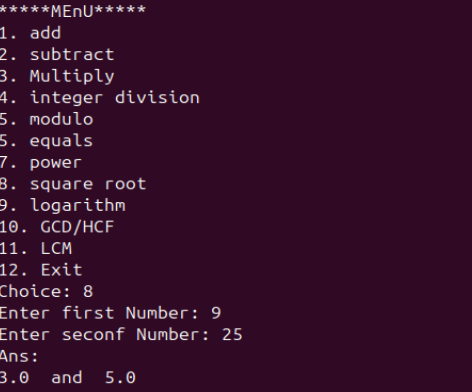 *****MEnU*****
1. add
2. subtract
3. Multiply
4. integer division
5. modulo
5. equals
7. power
8. square root
9. logarithm
10. GCD/HCF
11. LCM
12. Exit
Choice: 8
Enter first Number: 9
Enter seconf Number: 25
Ans:
3.0  and  5.0